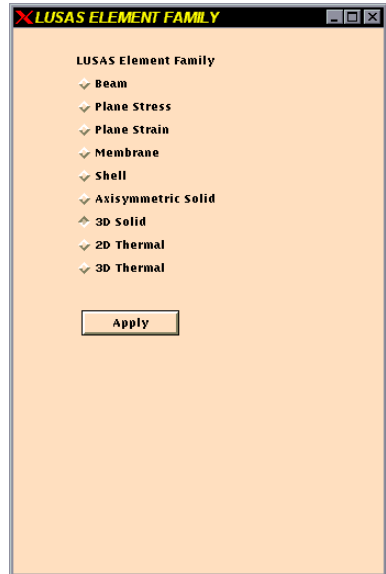 LUSAS ELEMENT FAMILY
LUSAS Element Family
Beam
Plane Stress
Plane Strain
Membrane
Shell
Axisymmetric Solid
3D Solid
2D Thermal
3D Thermal
Apply